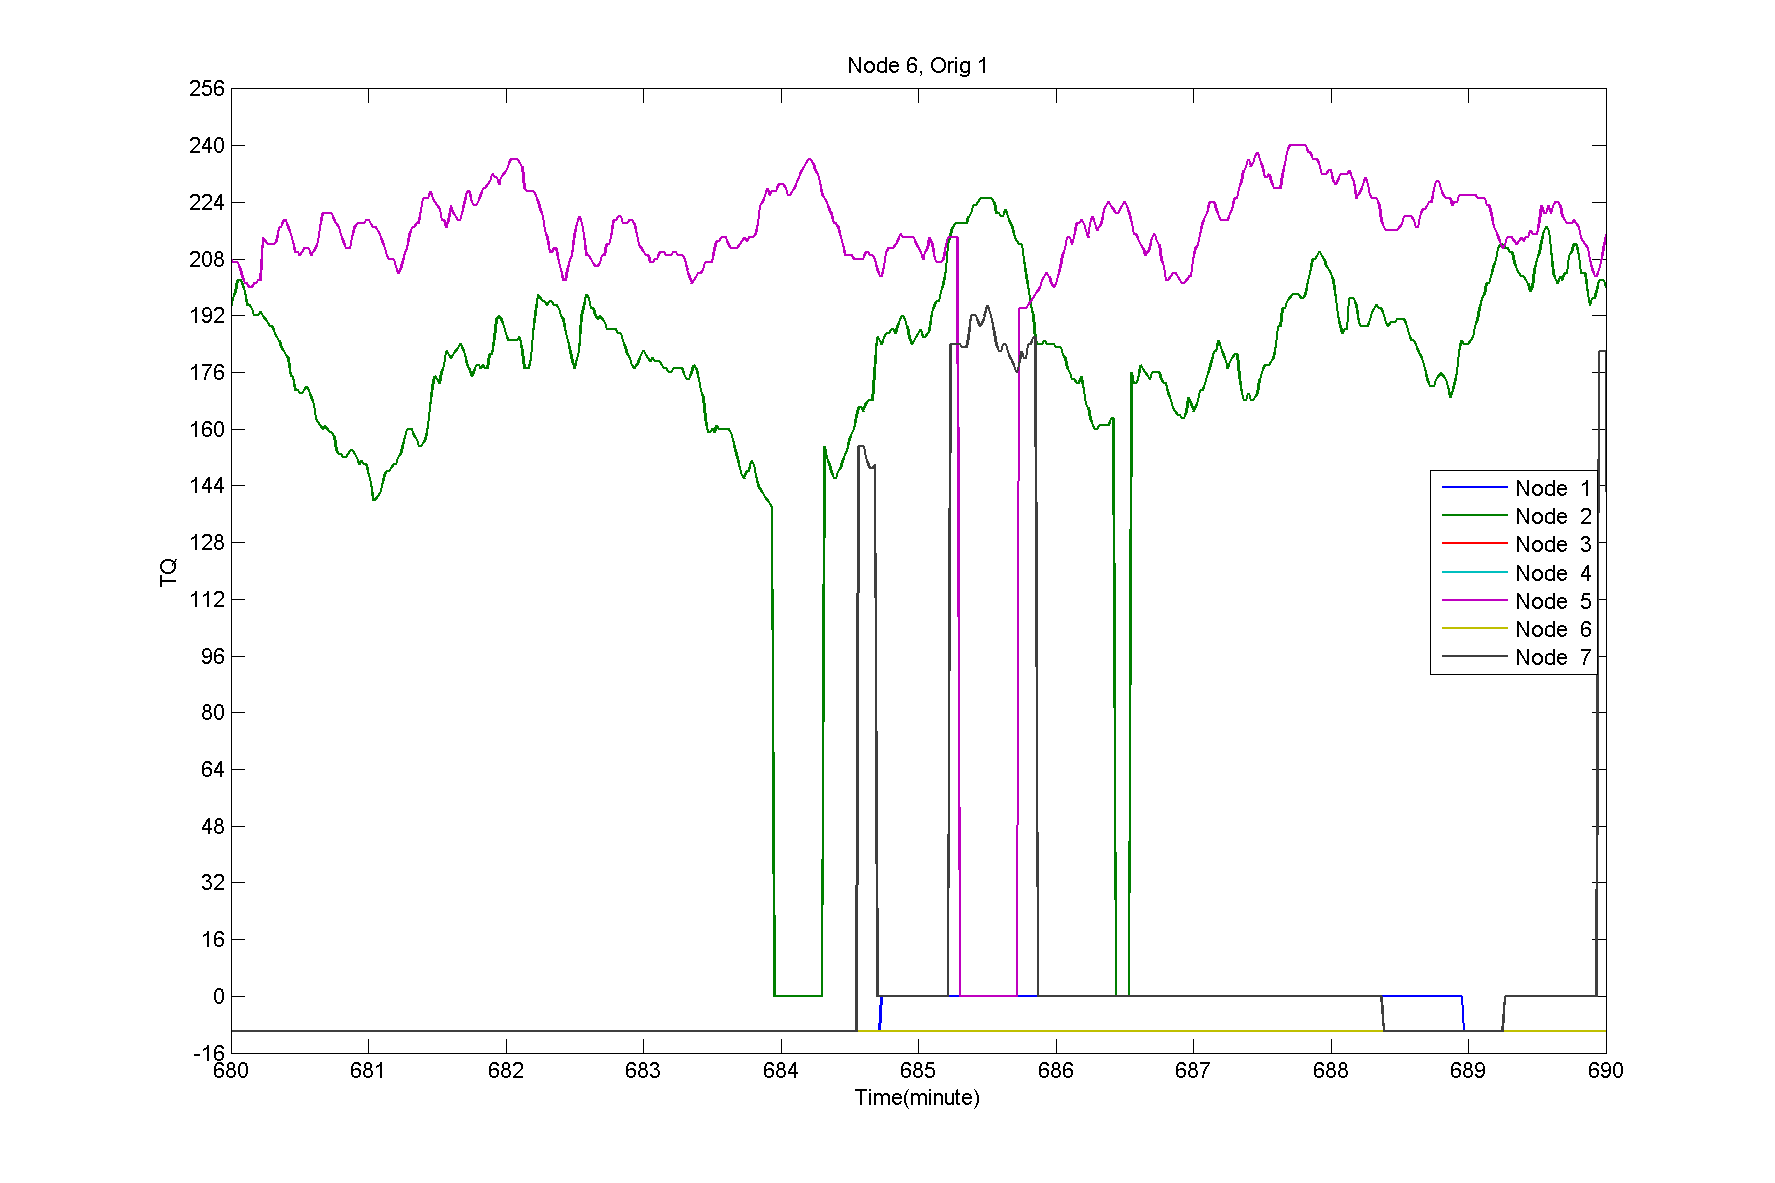 Node 6, Orig 1
256
240
224
208
192
176
160
144
128
112
96
80
64
48
32
16
0
-16
TQ
Node 1
Node 2
Node 3
Node 4
Node 5
Node 6
Node 7
680 681 682 683 684 685 686 687 688 689 690
Time(minute)